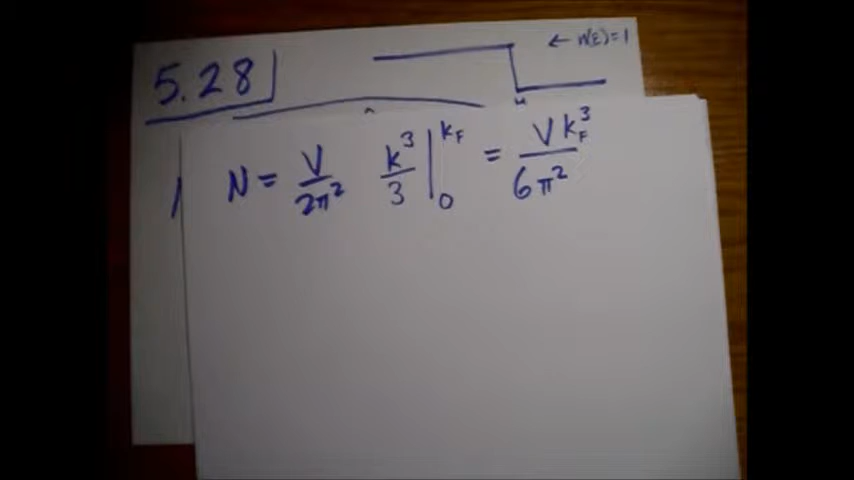 5.28
← n(ε)=1
N = V/2π² k³/3 |₀^{k_F} = V k_F³/6π²